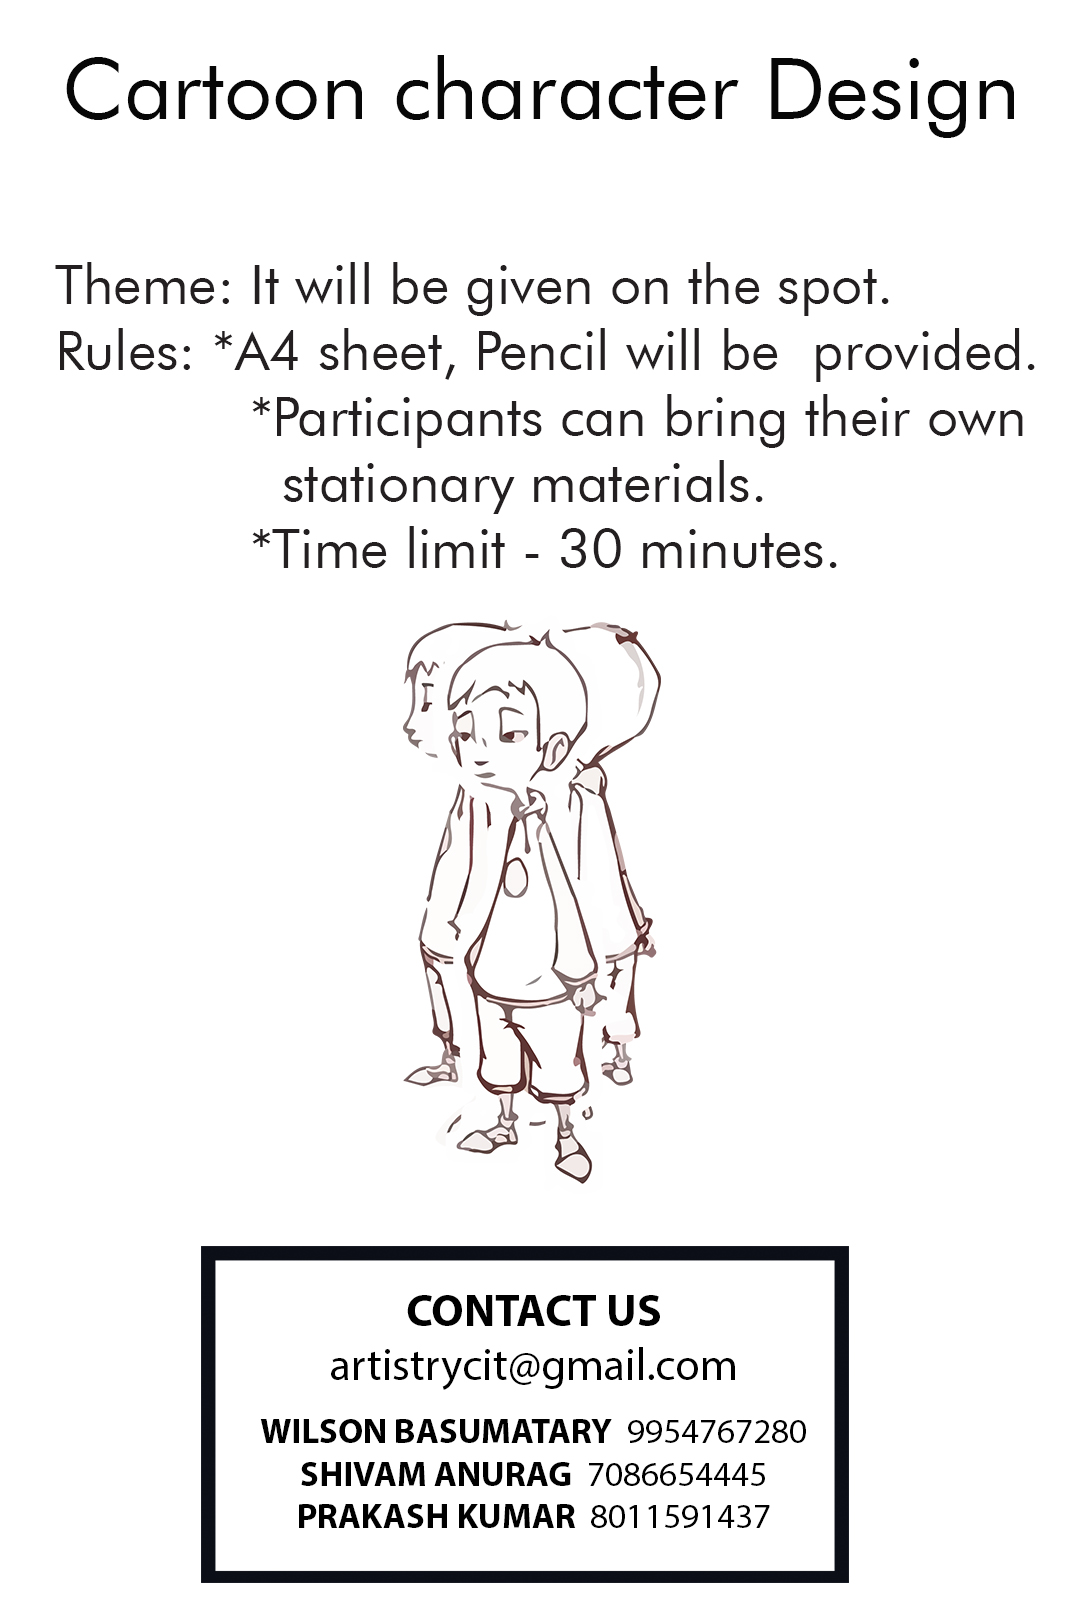 Cartoon character Design
Theme: It will be given on the spot.
Rules: *A4 sheet, Pencil will be provided.
*Participants can bring their own
stationary materials.
*Time limit - 30 minutes.
CONTACT US
artistrycit@gmail.com
WILSON BASUMATARY 9954767280
SHIVAM ANURAG 7086654445
PRAKASH KUMAR 8011591437